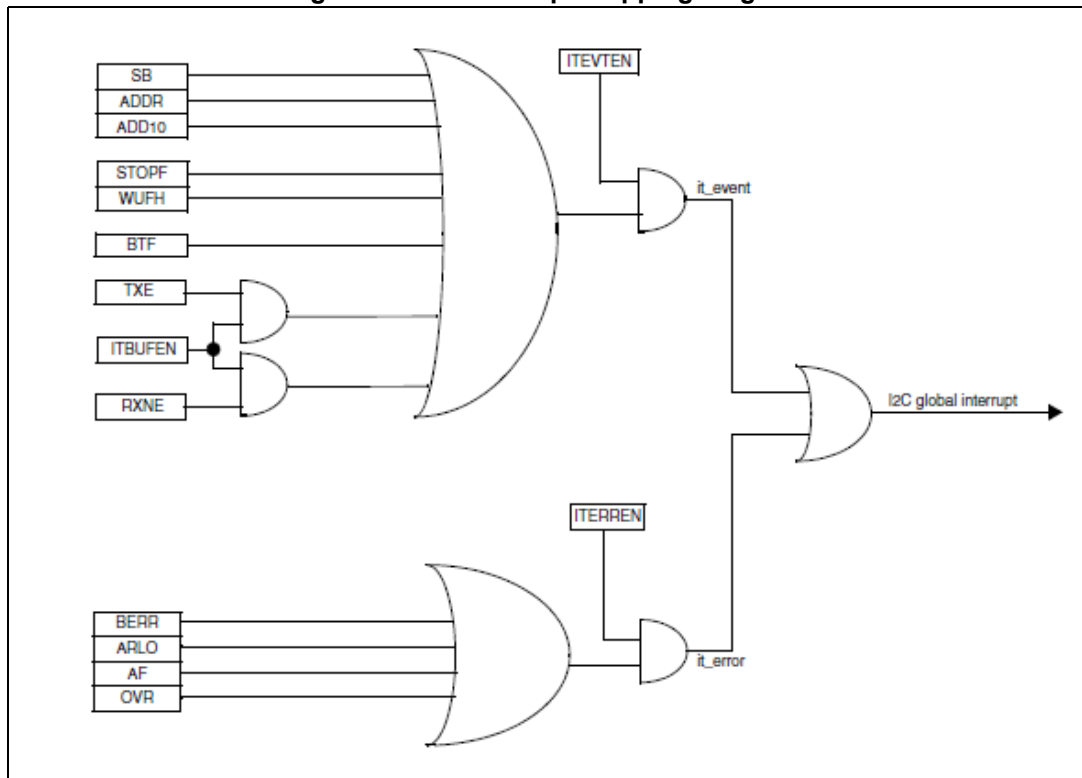 ITEVTEN
SB
ADDR
ADD10
STOPF
WUFH
it_event
BTF
TXE
ITBUFEN
RXNE
I2C global interrupt
ITERREN
BERR
ARLO
AF
OVR
it_error